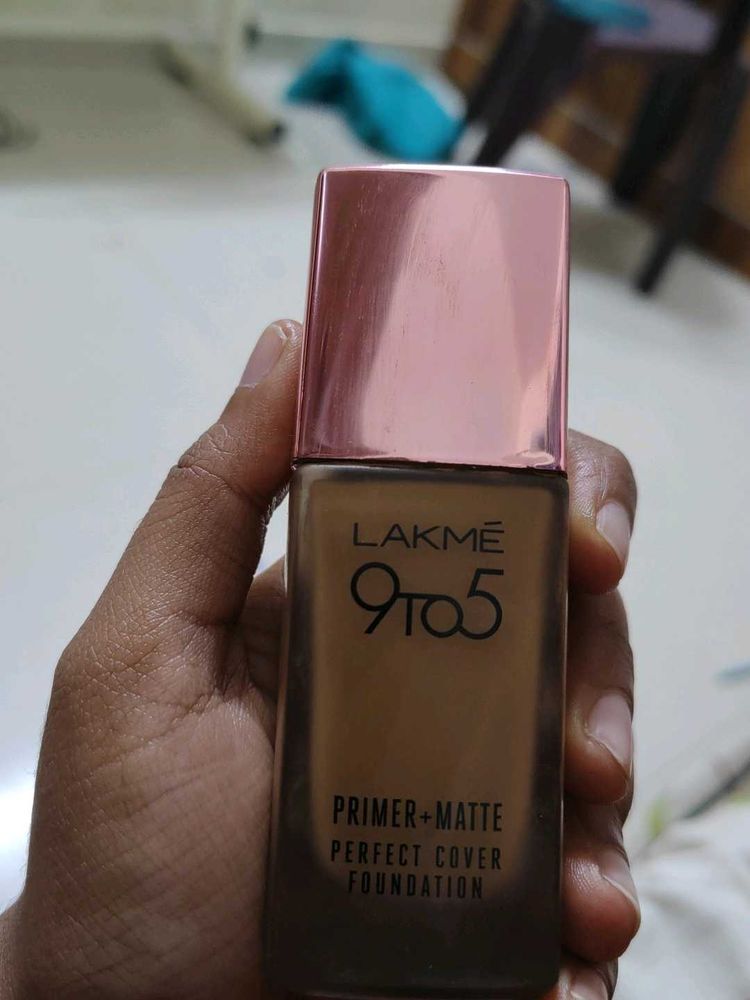 LAKMÉ
9TO5
PRIMER+MATTE
PERFECT COVER
FOUNDATION